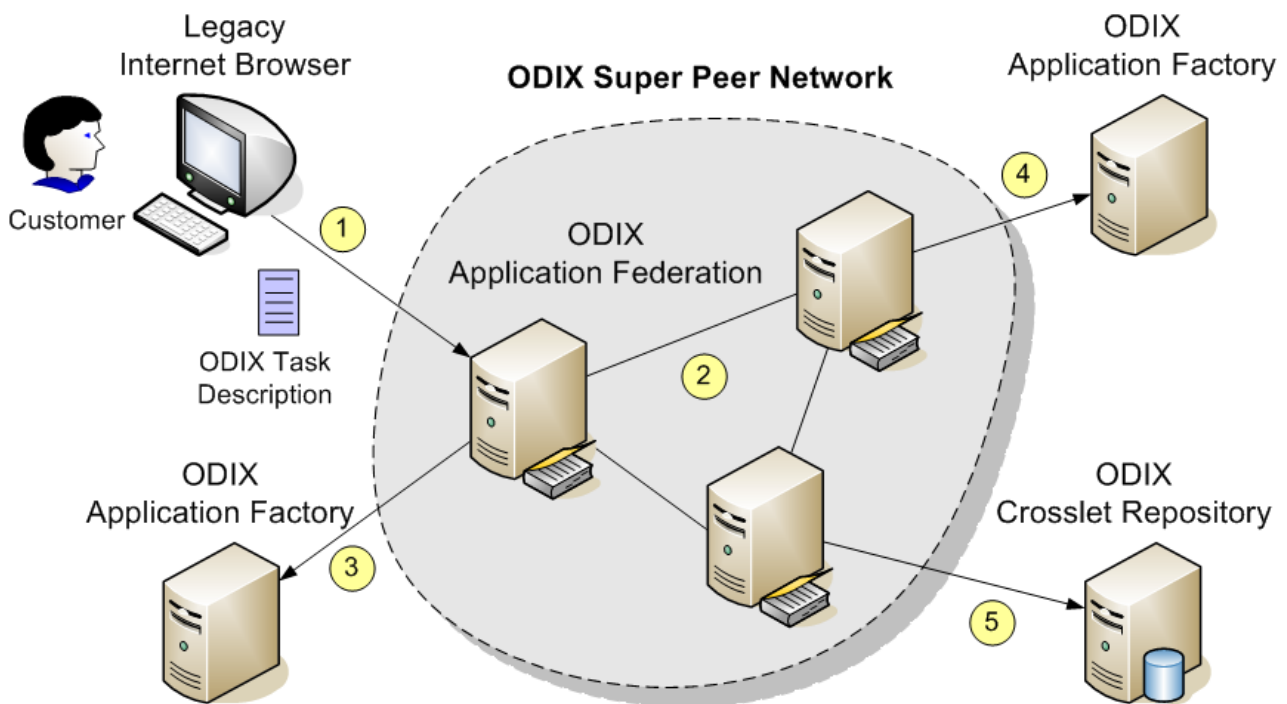 Legacy
Internet Browser
Customer
1
ODIX Task
Description
ODIX Super Peer Network
ODIX
Application Federation
2
ODIX
Application Factory
4
ODIX
Application Factory
3
ODIX
Crosslet Repository
5